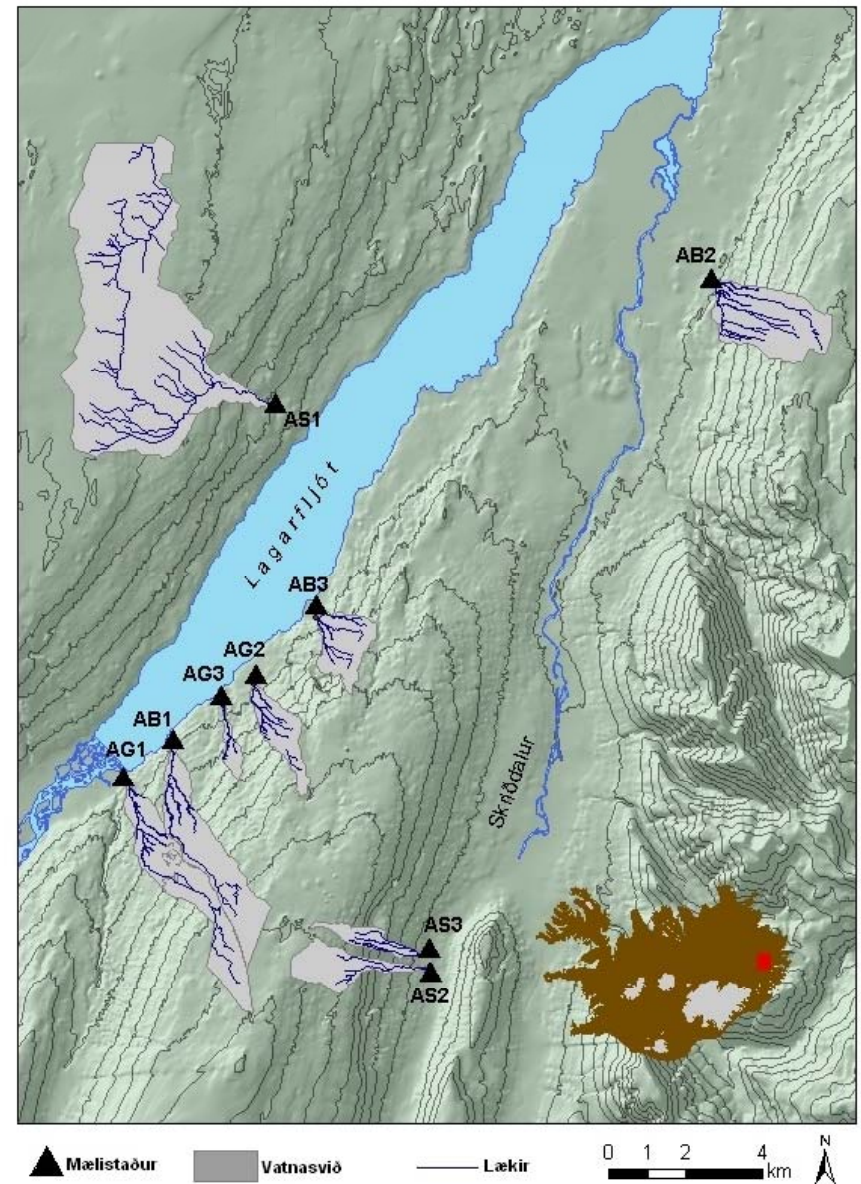 AB2
AS1
Lagarfljót
AB3
AG2
AG3
AB1
AG1
Skriðdalur
AS3
AS2
Mælistaður
Vatnasvið
Lækir
0 1 2 4 km
N